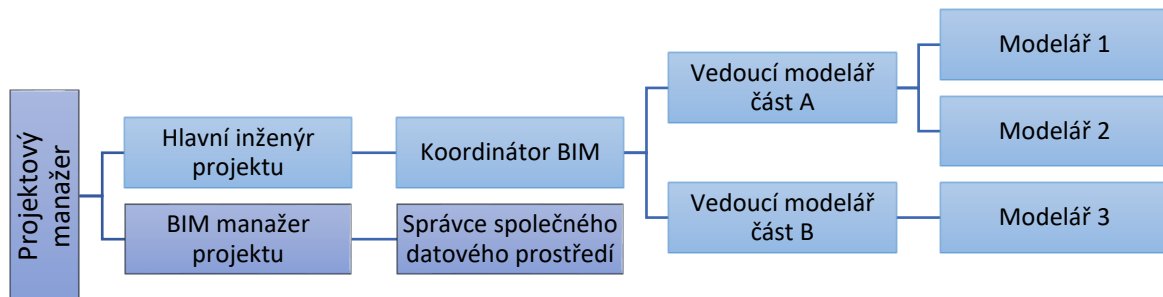 Projektový
manažer
Hlavní inženýr
projektu
BIM manažer
projektu
Koordinátor BIM
Správce společného
datového prostředí
Vedoucí modelář
část A
Vedoucí modelář
část B
Modelář 1
Modelář 2
Modelář 3